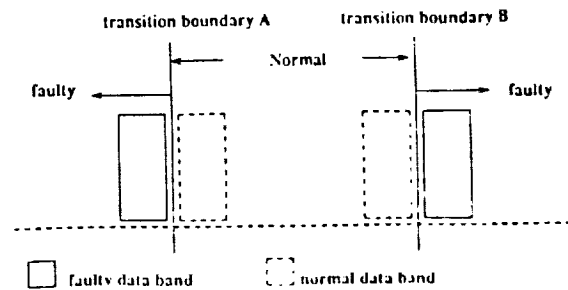 transition boundary A
transition boundary B
Normal
faulty
faulty
faulty data band
normal data band